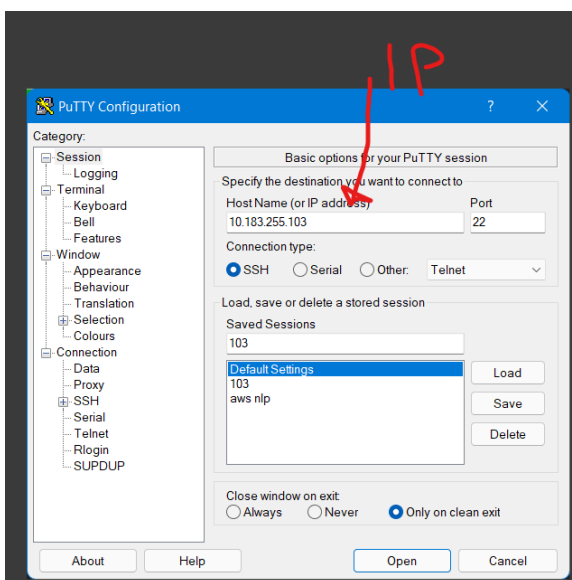 IP
PuTTY Configuration ? ×
Category:
Session
Logging
Terminal
Keyboard
Bell
Features
Window
Appearance
Behaviour
Translation
Selection
Colours
Connection
Data
Proxy
SSH
Serial
Telnet
Rlogin
SUPDUP
Basic options for your PuTTY session
Specify the destination you want to connect to
Host Name (or IP address) Port
10.183.255.103 22
Connection type:
SSH Serial Other: Telnet
Load, save or delete a stored session
Saved Sessions
103
Default Settings
103
aws nlp
Load
Save
Delete
Close window on exit:
Always Never Only on clean exit
About Help Open Cancel